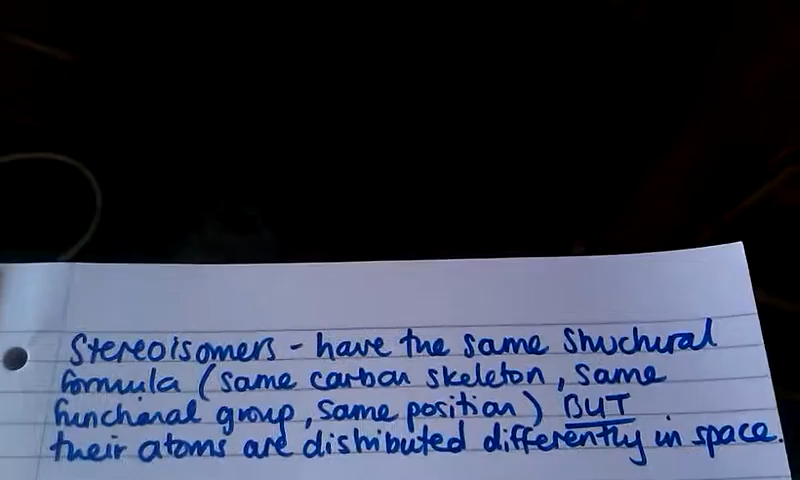 Stereoisomers - have the same structural
formula (same carbon skeleton, same
functional group, same position) BUT
their atoms are distributed differently in space.